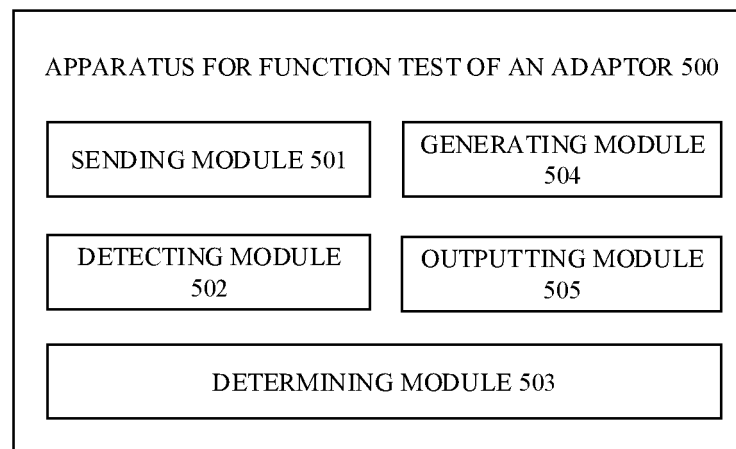 APPARATUS FOR FUNCTION TEST OF AN ADAPTOR 500
SENDING MODULE 501
GENERATING MODULE
504
DETECTING MODULE
502
OUTPUTTING MODULE
505
DETERMINING MODULE 503